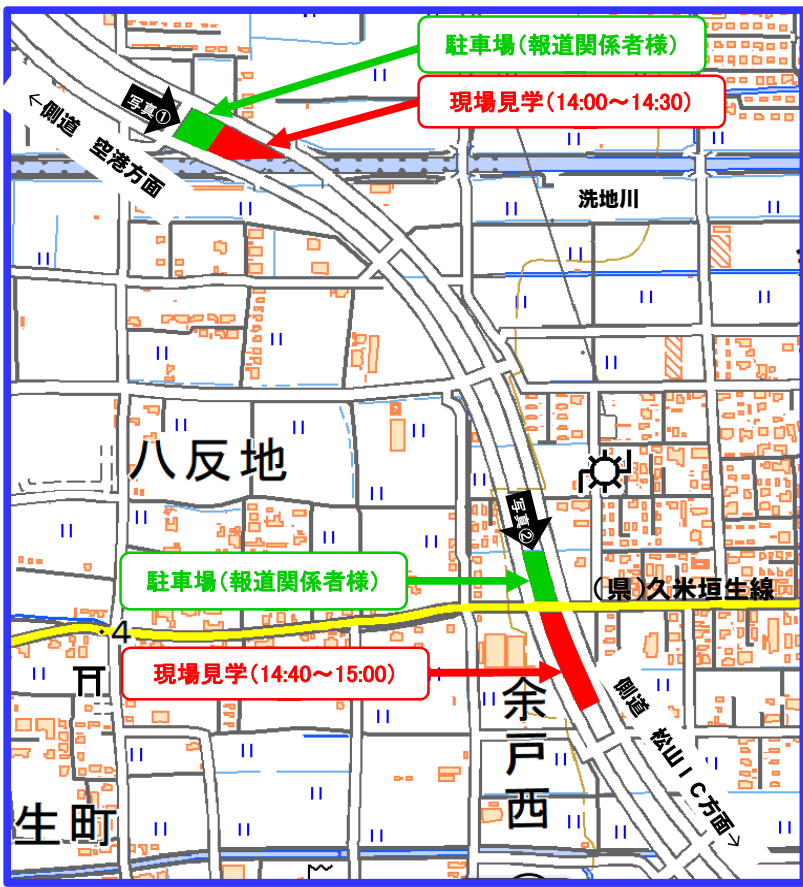 駐車場(報道関係者様)
現場見学(14:00～14:30)
写真①
←側道 空港方面
洗地川
八反地
写真②
駐車場(報道関係者様)
(県)久米垣生線
・4
現場見学(14:40～15:00)
余戸西
側道 松山IC方面→
生町